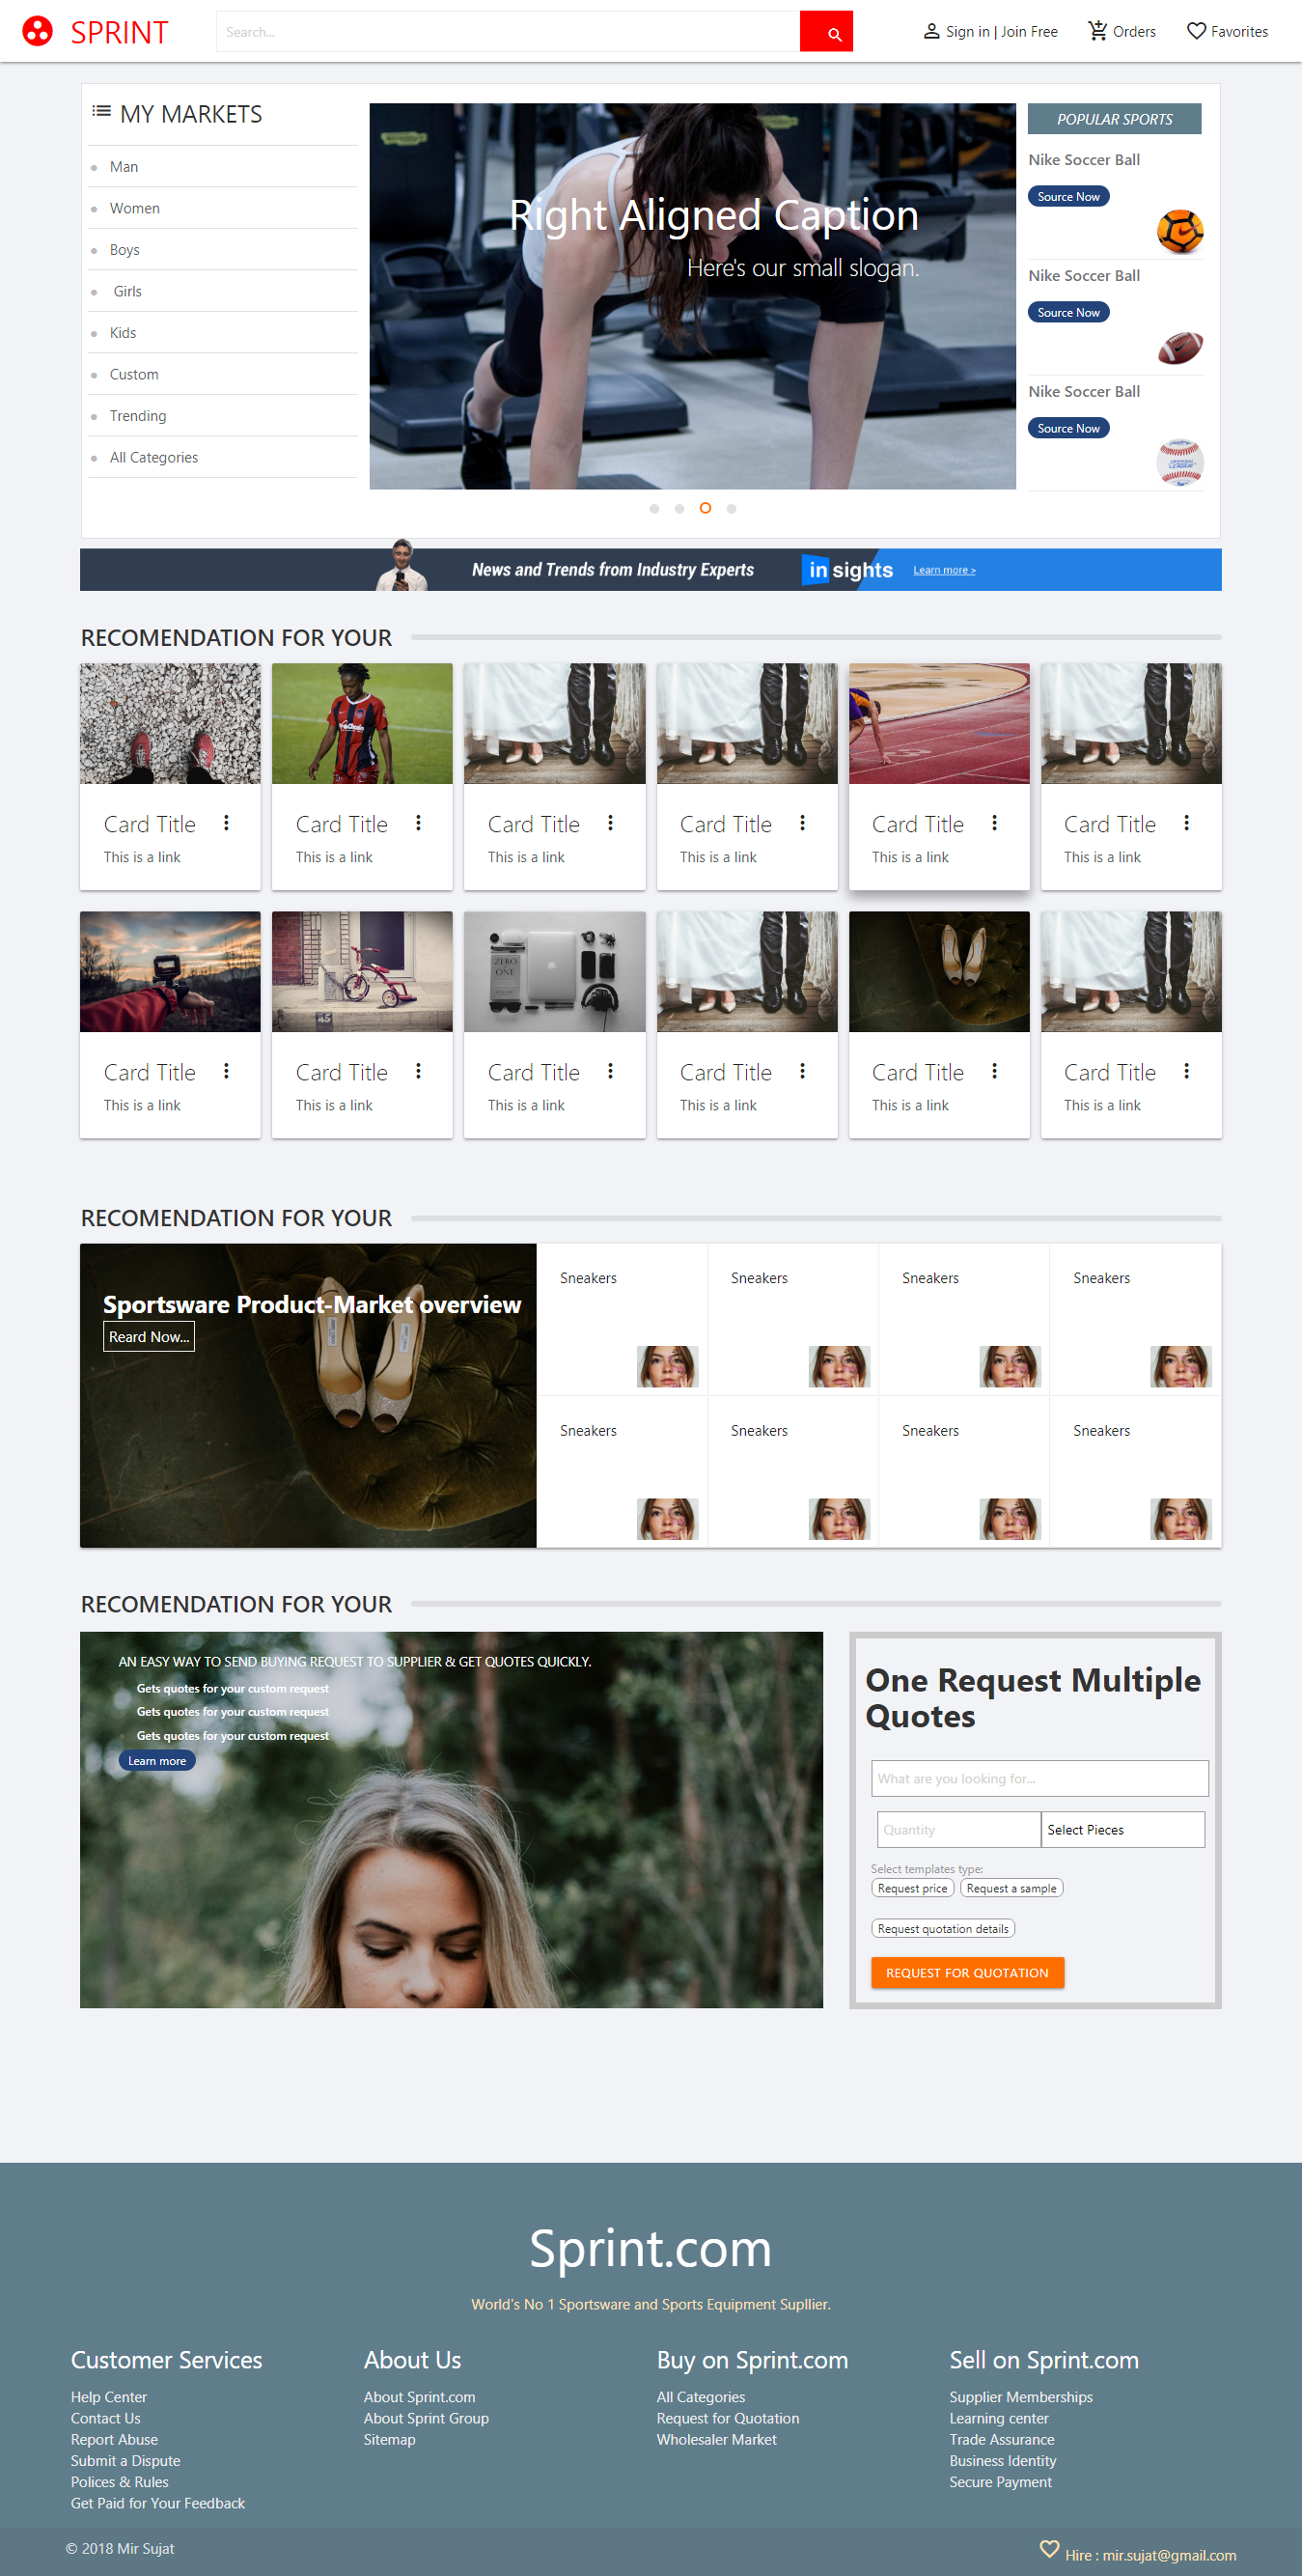 SPRINT
Search...
Sign in | Join Free
Orders
Favorites
MY MARKETS
Man
Women
Boys
Girls
Kids
Custom
Trending
All Categories
Right Aligned Caption
Here's our small slogan.
POPULAR SPORTS
Nike Soccer Ball
Source Now
Nike Soccer Ball
Source Now
Nike Soccer Ball
Source Now
News and Trends from Industry Experts
in sights
Learn more >
RECOMENDATION FOR YOUR
Card Title
This is a link
Card Title
This is a link
Card Title
This is a link
Card Title
This is a link
Card Title
This is a link
Card Title
This is a link
ZERO
ONE
45
Card Title
This is a link
Card Title
This is a link
Card Title
This is a link
Card Title
This is a link
Card Title
This is a link
Card Title
This is a link
RECOMENDATION FOR YOUR
Sportsware Product-Market overview
Reard Now...
Sneakers
Sneakers
Sneakers
Sneakers
Sneakers
Sneakers
Sneakers
Sneakers
RECOMENDATION FOR YOUR
AN EASY WAY TO SEND BUYING REQUEST TO SUPPLIER & GET QUOTES QUICKLY.
Gets quotes for your custom request
Gets quotes for your custom request
Gets quotes for your custom request
Learn more
One Request Multiple
Quotes
What are you looking for...
Quantity
Select Pieces
Select templates type:
Request price
Request a sample
Request quotation details
REQUEST FOR QUOTATION
Sprint.com
World's No 1 Sportsware and Sports Equipment Supllier.
Customer Services
Help Center
Contact Us
Report Abuse
Submit a Dispute
Polices & Rules
Get Paid for Your Feedback
About Us
About Sprint.com
About Sprint Group
Sitemap
Buy on Sprint.com
All Categories
Request for Quotation
Wholesaler Market
Sell on Sprint.com
Supplier Memberships
Learning center
Trade Assurance
Business Identity
Secure Payment
© 2018 Mir Sujat
Hire : mir.sujat@gmail.com